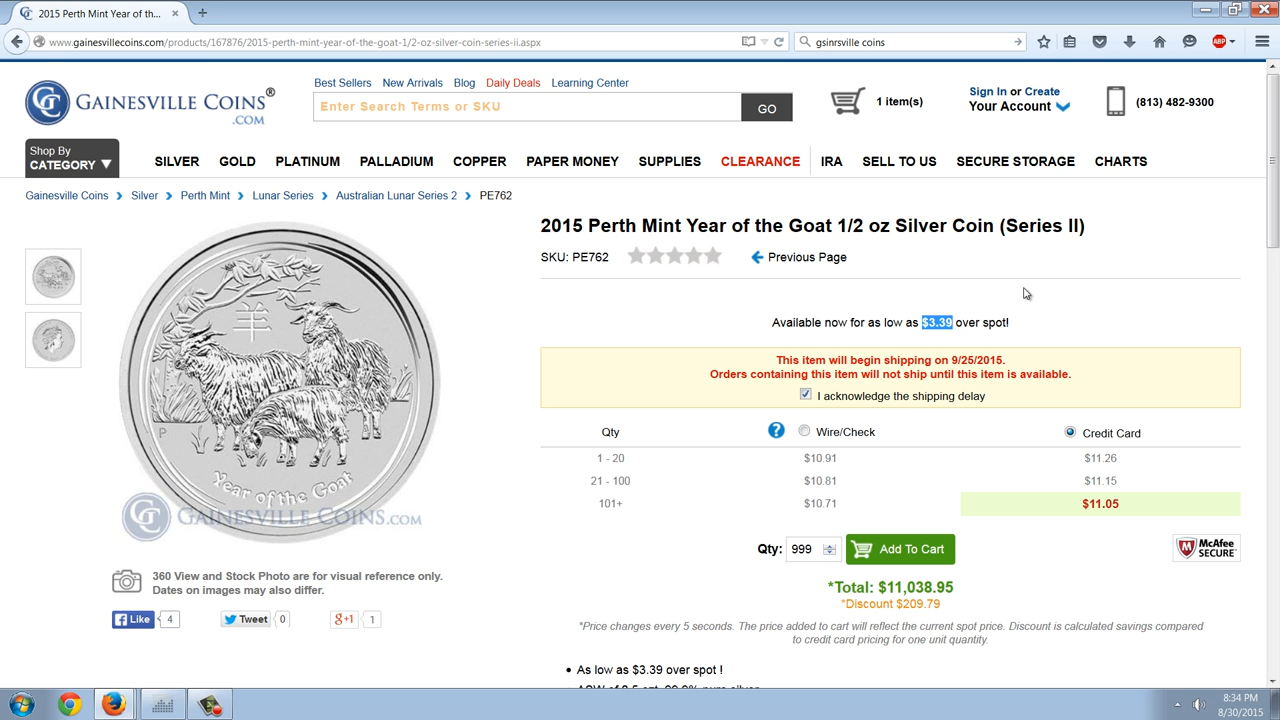 2015 Perth Mint Year of th...
www.gainesvillecoins.com/products/167876/2015-perth-mint-year-of-the-goat-1/2-oz-silver-coin-series-ii.aspx
gsinrsville coins
ABP
GAINESVILLE COINS®
.COM
Best Sellers New Arrivals Blog Daily Deals Learning Center
Enter Search Terms or SKU
GO
1 item(s)
Sign In or Create
Your Account
(813) 482-9300
Shop By
CATEGORY ▼
SILVER GOLD PLATINUM PALLADIUM COPPER PAPER MONEY SUPPLIES CLEARANCE IRA SELL TO US SECURE STORAGE CHARTS
Gainesville Coins Silver Perth Mint Lunar Series Australian Lunar Series 2 PE762
2015 Perth Mint Year of the Goat 1/2 oz Silver Coin (Series II)
SKU: PE762
Previous Page
Available now for as low as $3.39 over spot!
This item will begin shipping on 9/25/2015.
Orders containing this item will not ship until this item is available.
I acknowledge the shipping delay
Qty ? Wire/Check Credit Card
1 - 20 $10.91 $11.26
21 - 100 $10.81 $11.15
101+ $10.71 $11.05
Qty: 999 Add To Cart
McAfee
SECURE
*Total: $11,038.95
*Discount $209.79
*Price changes every 5 seconds. The price added to cart will reflect the current spot price. Discount is calculated savings compared
to credit card pricing for one unit quantity.
• As low as $3.39 over spot !
羊
P
Year of the Goat
GAINESVILLE COINS.COM
360 View and Stock Photo are for visual reference only.
Dates on images may also differ.
Like 4 Tweet 0 g+1 1
8:34 PM
8/30/2015